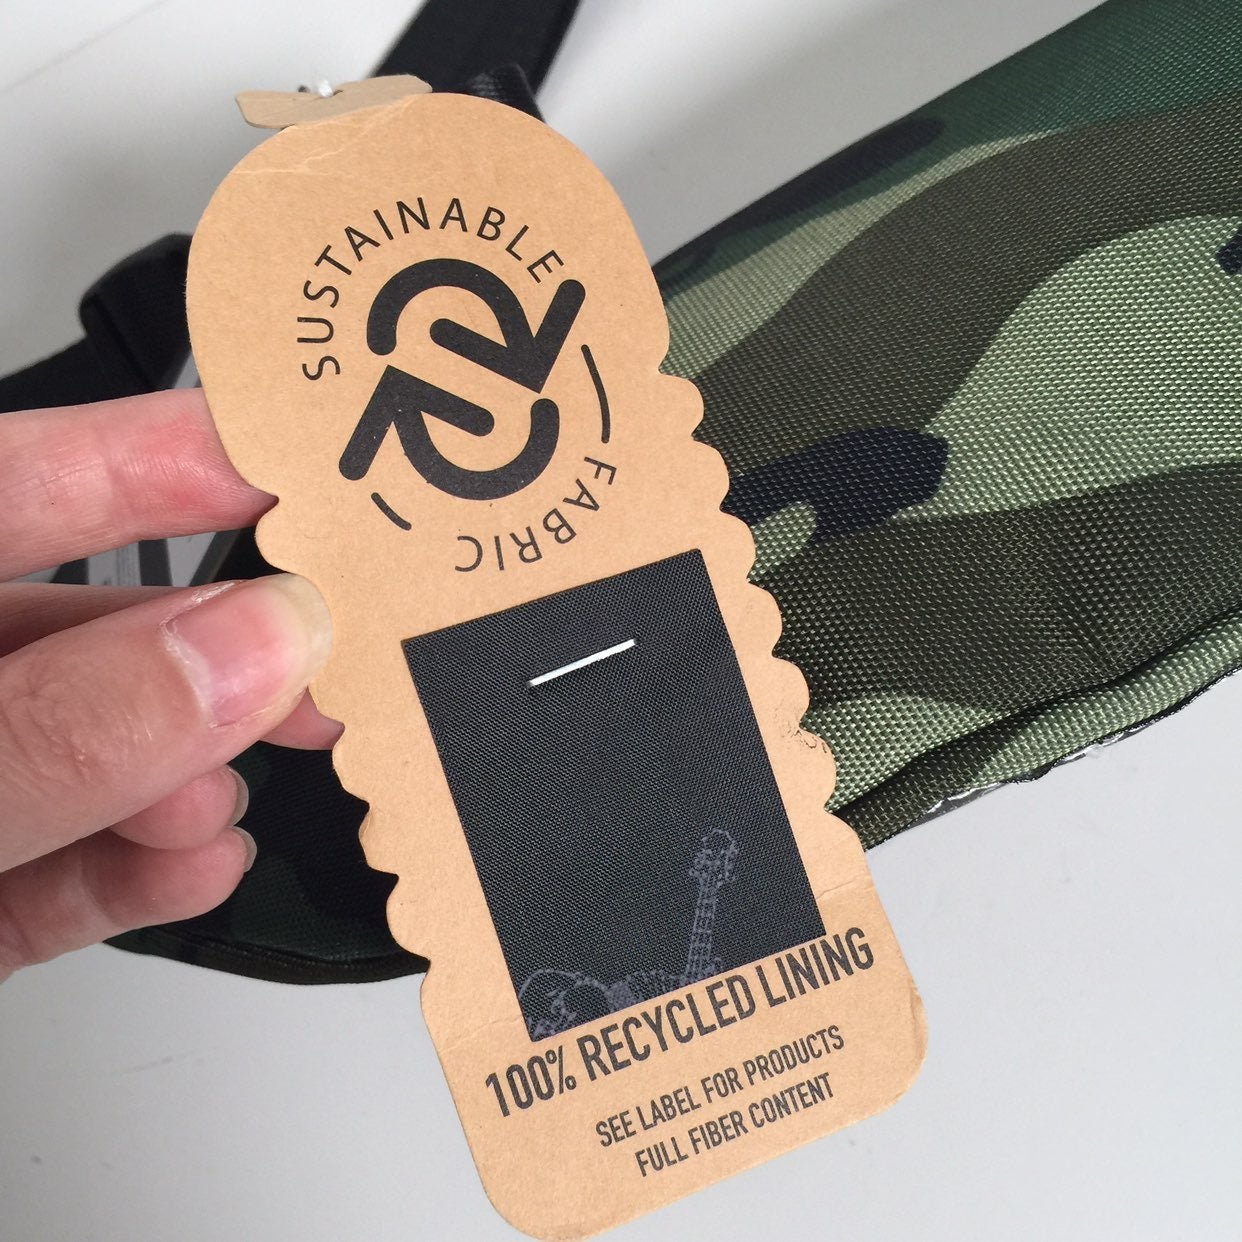 SUSTAINABLE
FABRIC
100% RECYCLED LINING
SEE LABEL FOR PRODUCTS
FULL FIBER CONTENT